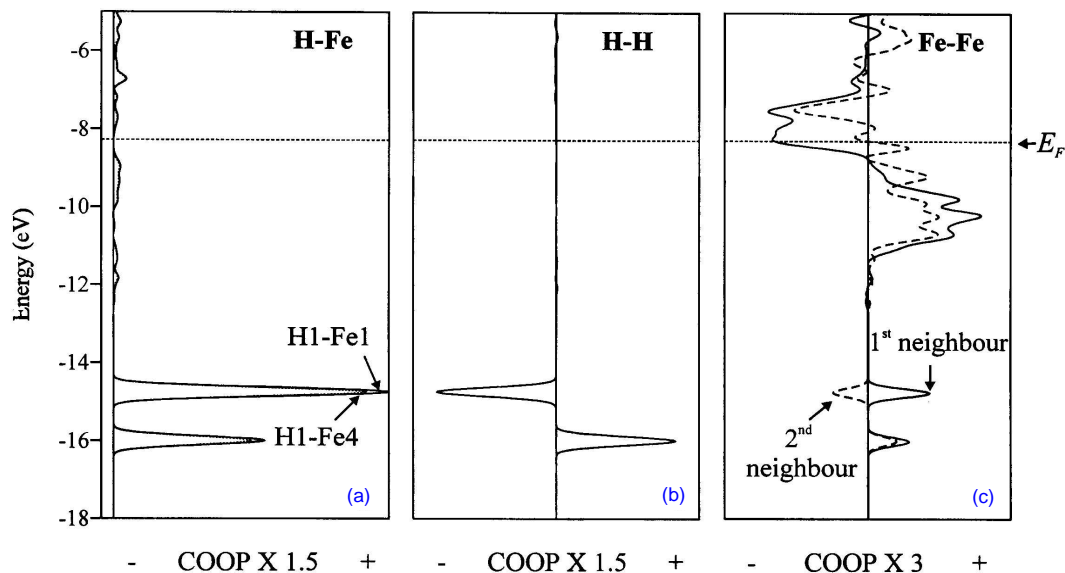 H-Fe
H-H
Fe-Fe
-6
-8
E_F
-10
Energy (eV)
-12
H1-Fe1
1st neighbour
-14
H1-Fe4
2nd
neighbour
-16
(a)
(b)
(c)
-18
- COOP X 1.5 +
- COOP X 1.5 +
- COOP X 3 +